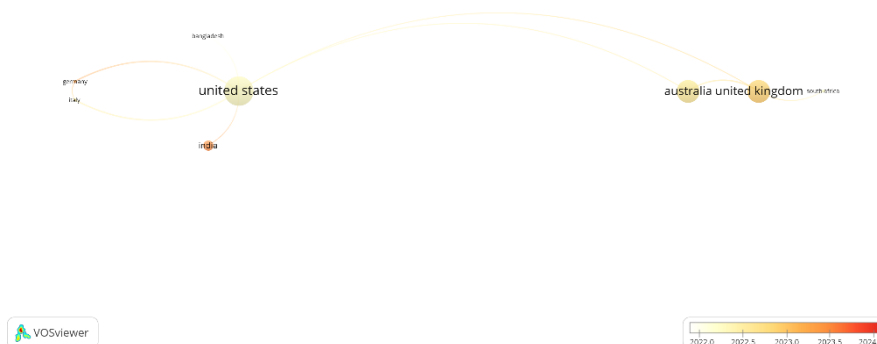 bangladesh
germany
united states
italy
india
australia
united kingdom
south africa
VOSviewer
2022.0 2022.5 2023.0 2023.5 2024